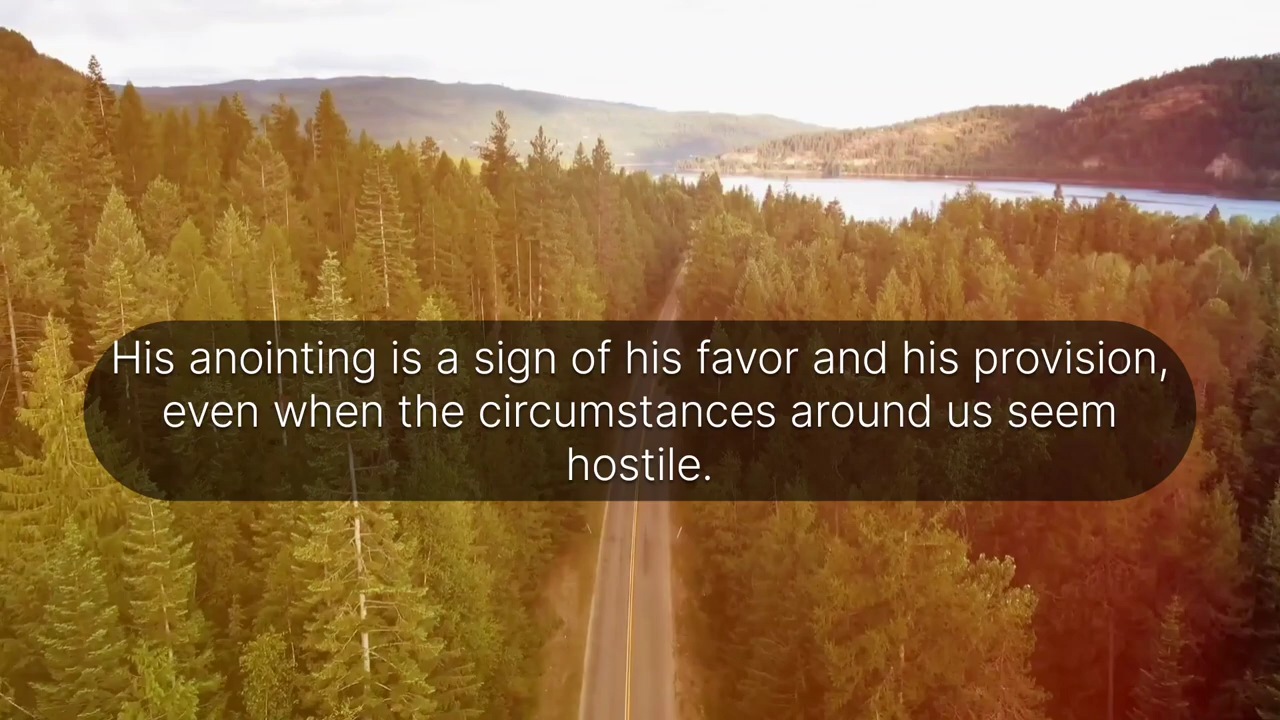 His anointing is a sign of his favor and his provision,
even when the circumstances around us seem
hostile.